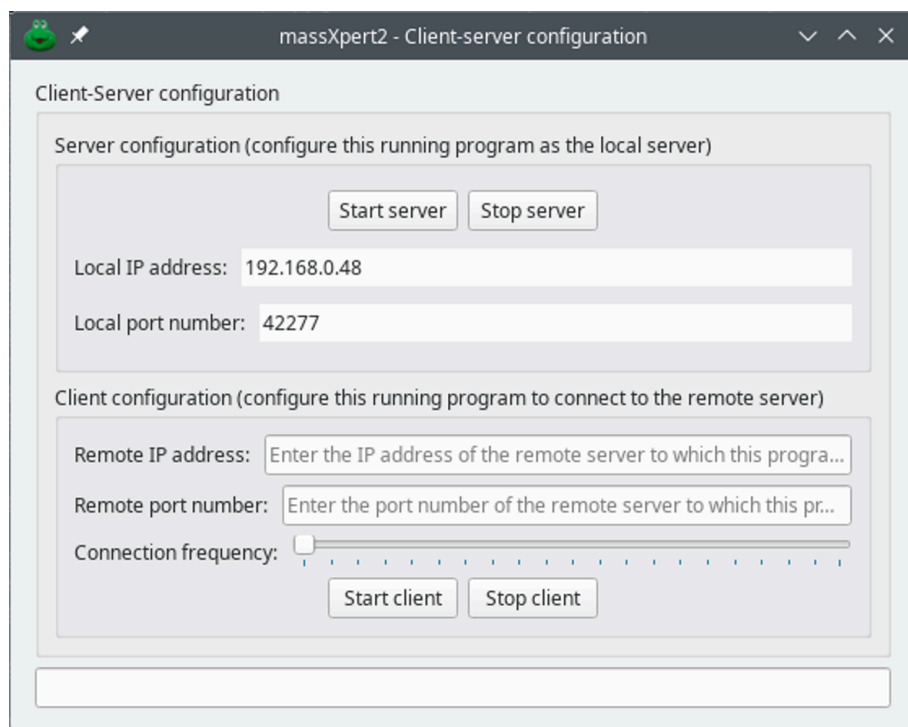 massXpert2 - Client-server configuration
Client-Server configuration
Server configuration (configure this running program as the local server)
Start server Stop server
Local IP address: 192.168.0.48
Local port number: 42277
Client configuration (configure this running program to connect to the remote server)
Remote IP address: Enter the IP address of the remote server to which this progra...
Remote port number: Enter the port number of the remote server to which this pr...
Connection frequency:
Start client Stop client